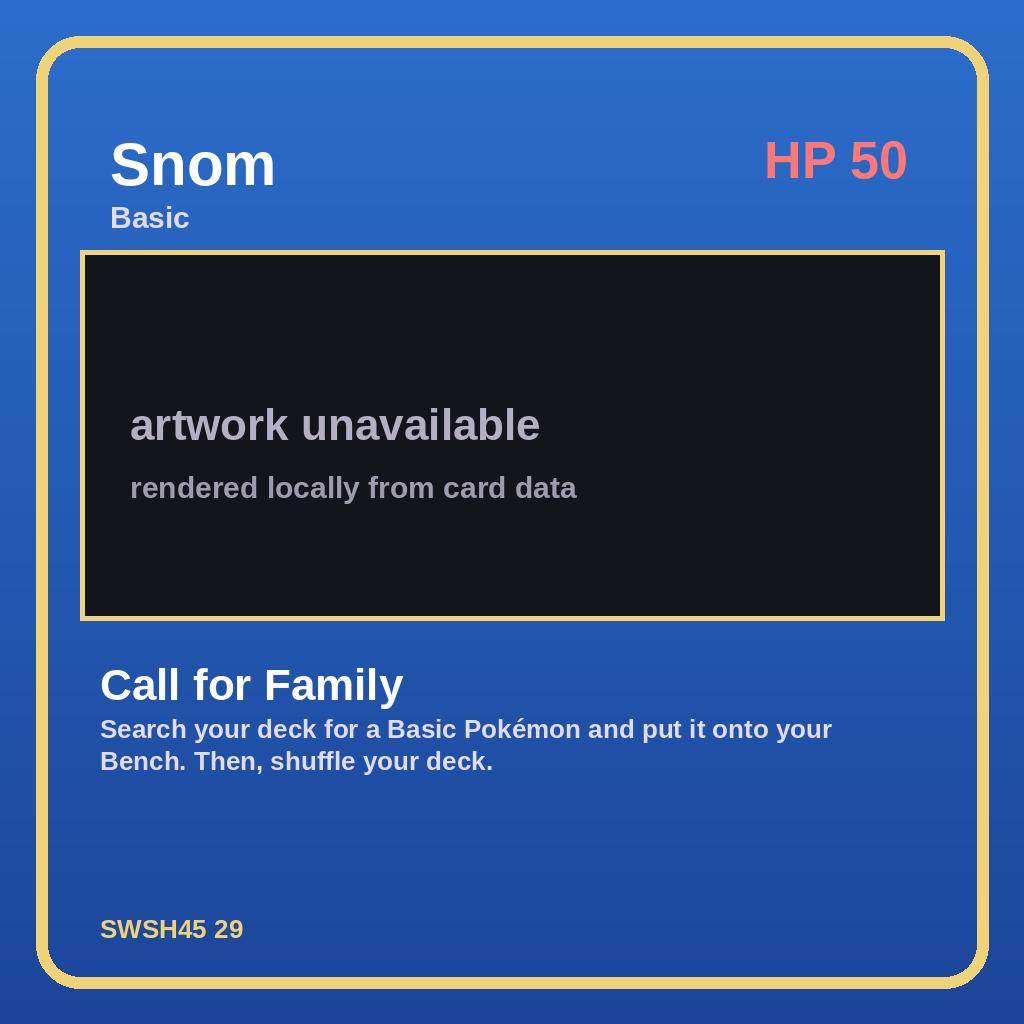 Snom
HP 50
Basic
artwork unavailable
rendered locally from card data
Call for Family
Search your deck for a Basic Pokémon and put it onto your
Bench. Then, shuffle your deck.
SWSH45 29